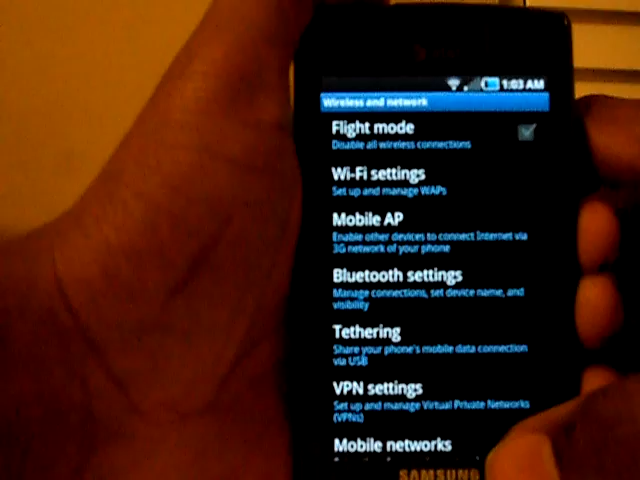 1:03 AM
Wireless and network
Flight mode
Disable all wireless connections
Wi-Fi settings
Set up and manage WAPs
Mobile AP
Enable other devices to connect Internet via
3G network of your phone
Bluetooth settings
Manage connections, set device name, and
visibility
Tethering
Share your phone's mobile data connection
via USB
VPN settings
Set up and manage Virtual Private Networks
(VPNs)
Mobile networks
SAMSUNG